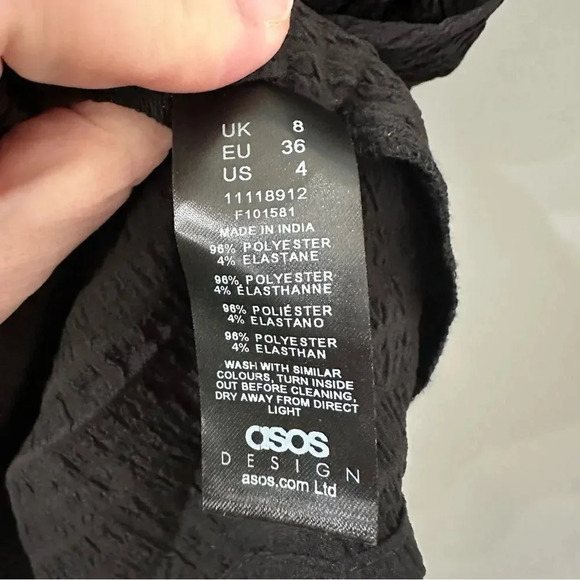 UK 8
EU 36
US 4
11118912
F101581
MADE IN INDIA
96% POLYESTER
4% ELASTANE
96% POLYESTER
4% ÉLASTHANNE
96% POLIÉSTER
4% ELASTANO
96% POLYESTER
4% ELASTHAN
WASH WITH SIMILAR
COLOURS, TURN INSIDE
OUT BEFORE CLEANING,
DRY AWAY FROM DIRECT
LIGHT
asos
DESIGN
asos.com Ltd